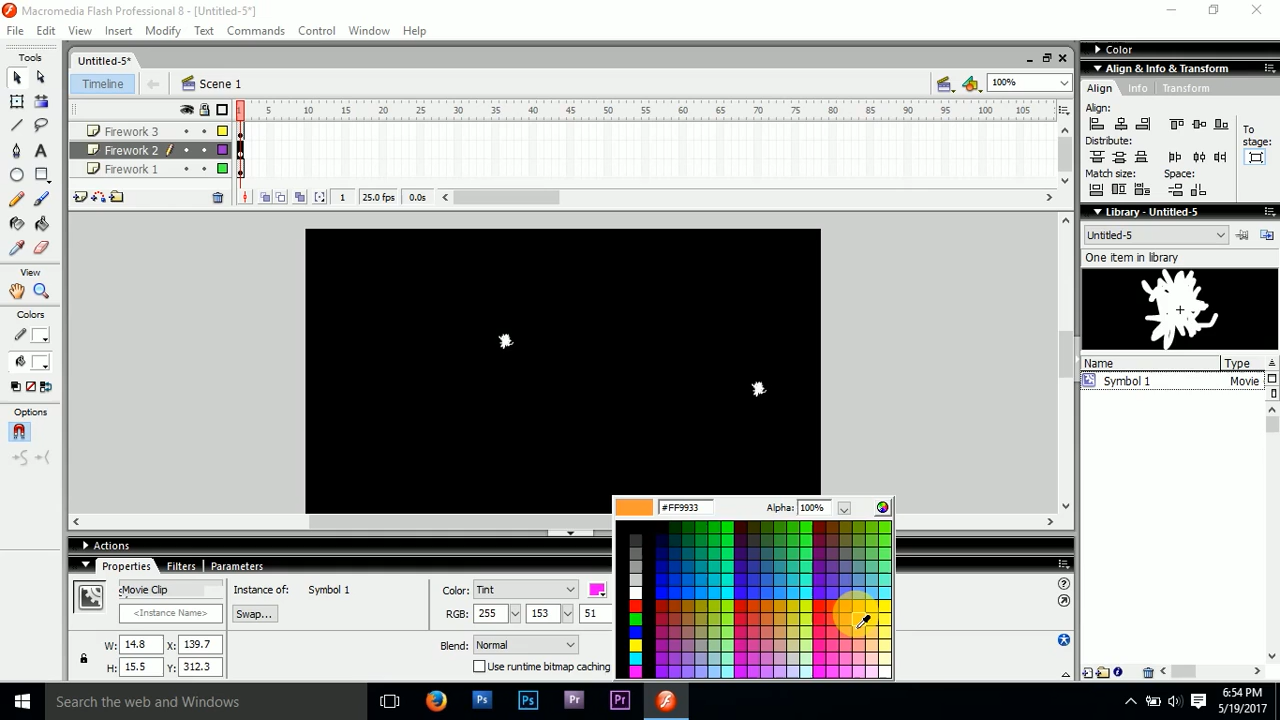 Macromedia Flash Professional 8 - [Untitled-5*]
File Edit View Insert Modify Text Commands Control Window Help
Tools
View
Colors
Options
Untitled-5*
Timeline
Scene 1
100%
1 5 10 15 20 25 30 35 40 45 50 55 60 65 70 75 80 85 90 95 100 105
Firework 3
Firework 2
Firework 1
1 25.0 fps 0.0s
Color
Align & Info & Transform
Align Info Transform
Align:
To stage:
Distribute:
Match size: Space:
Library - Untitled-5
Untitled-5
One item in library
Name Type
Symbol 1 Movie
#FF9933 Alpha: 100%
Actions
Properties Filters Parameters
Movie Clip
Instance of: Symbol 1
Color: Tint
<Instance Name>
Swap...
RGB: 255 153 51
W: 14.8 X: 139.7
Blend: Normal
H: 15.5 Y: 312.3
Use runtime bitmap caching
Search the web and Windows
6:54 PM
5/19/2017